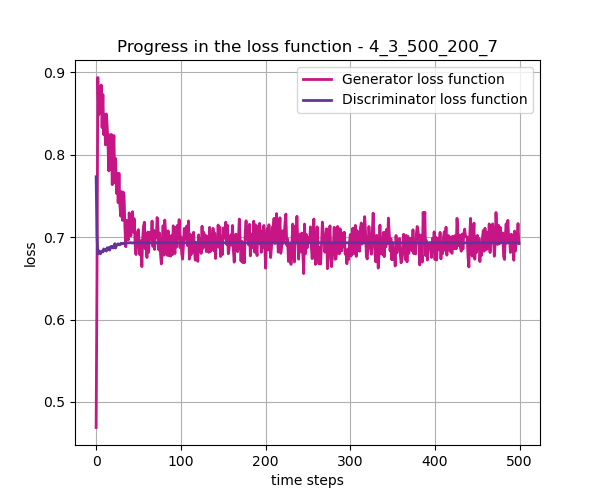 Progress in the loss function - 4_3_500_200_7
Generator loss function
Discriminator loss function
0.9
0.8
0.7
0.6
0.5
loss
0 100 200 300 400 500
time steps